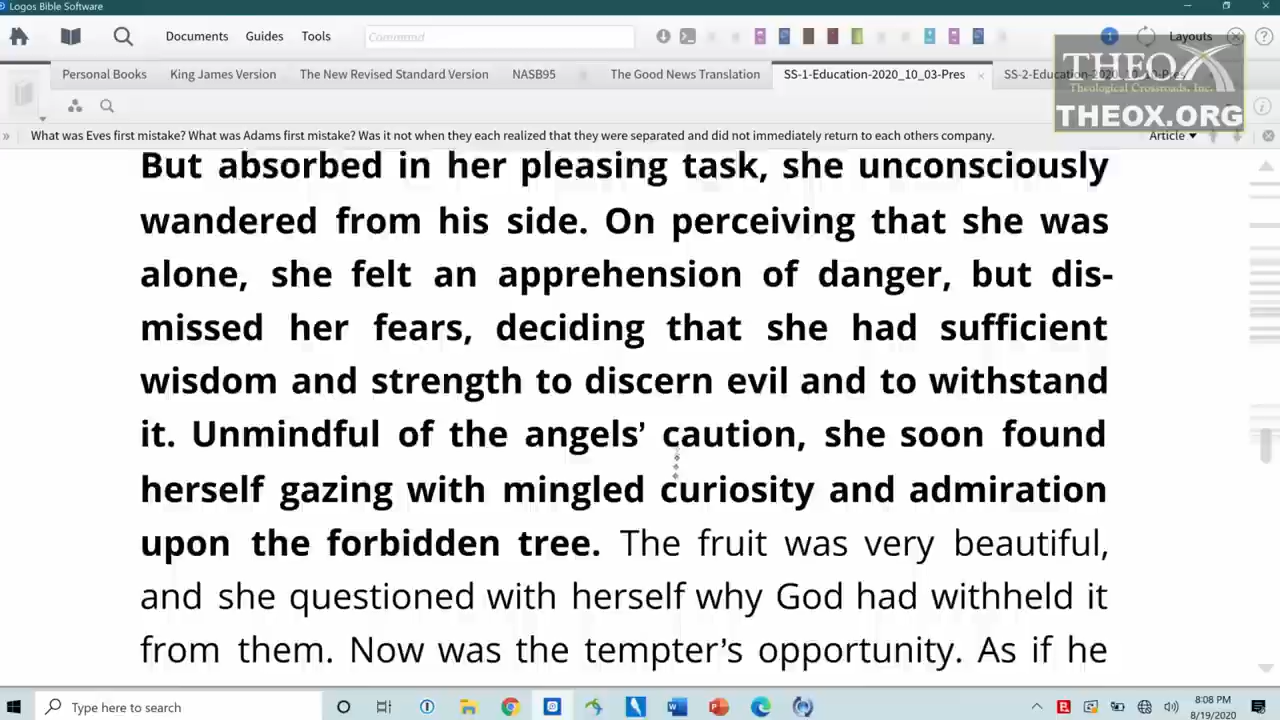 Logos Bible Software
Documents Guides Tools Command 1 Layouts
Personal Books King James Version The New Revised Standard Version NASB95 The Good News Translation SS-1-Education-2020_10_03-Pres SS-2-Education-2020_10_10-Pres
THEOX
Theological Crossroads, Inc.
THEOX.ORG
What was Eves first mistake? What was Adams first mistake? Was it not when they each realized that they were separated and did not immediately return to each others company. Article
But absorbed in her pleasing task, she unconsciously
wandered from his side. On perceiving that she was
alone, she felt an apprehension of danger, but dis-
missed her fears, deciding that she had sufficient
wisdom and strength to discern evil and to withstand
it. Unmindful of the angels’ caution, she soon found
herself gazing with mingled curiosity and admiration
upon the forbidden tree. The fruit was very beautiful,
and she questioned with herself why God had withheld it
from them. Now was the tempter’s opportunity. As if he
Type here to search
8:08 PM
8/19/2020